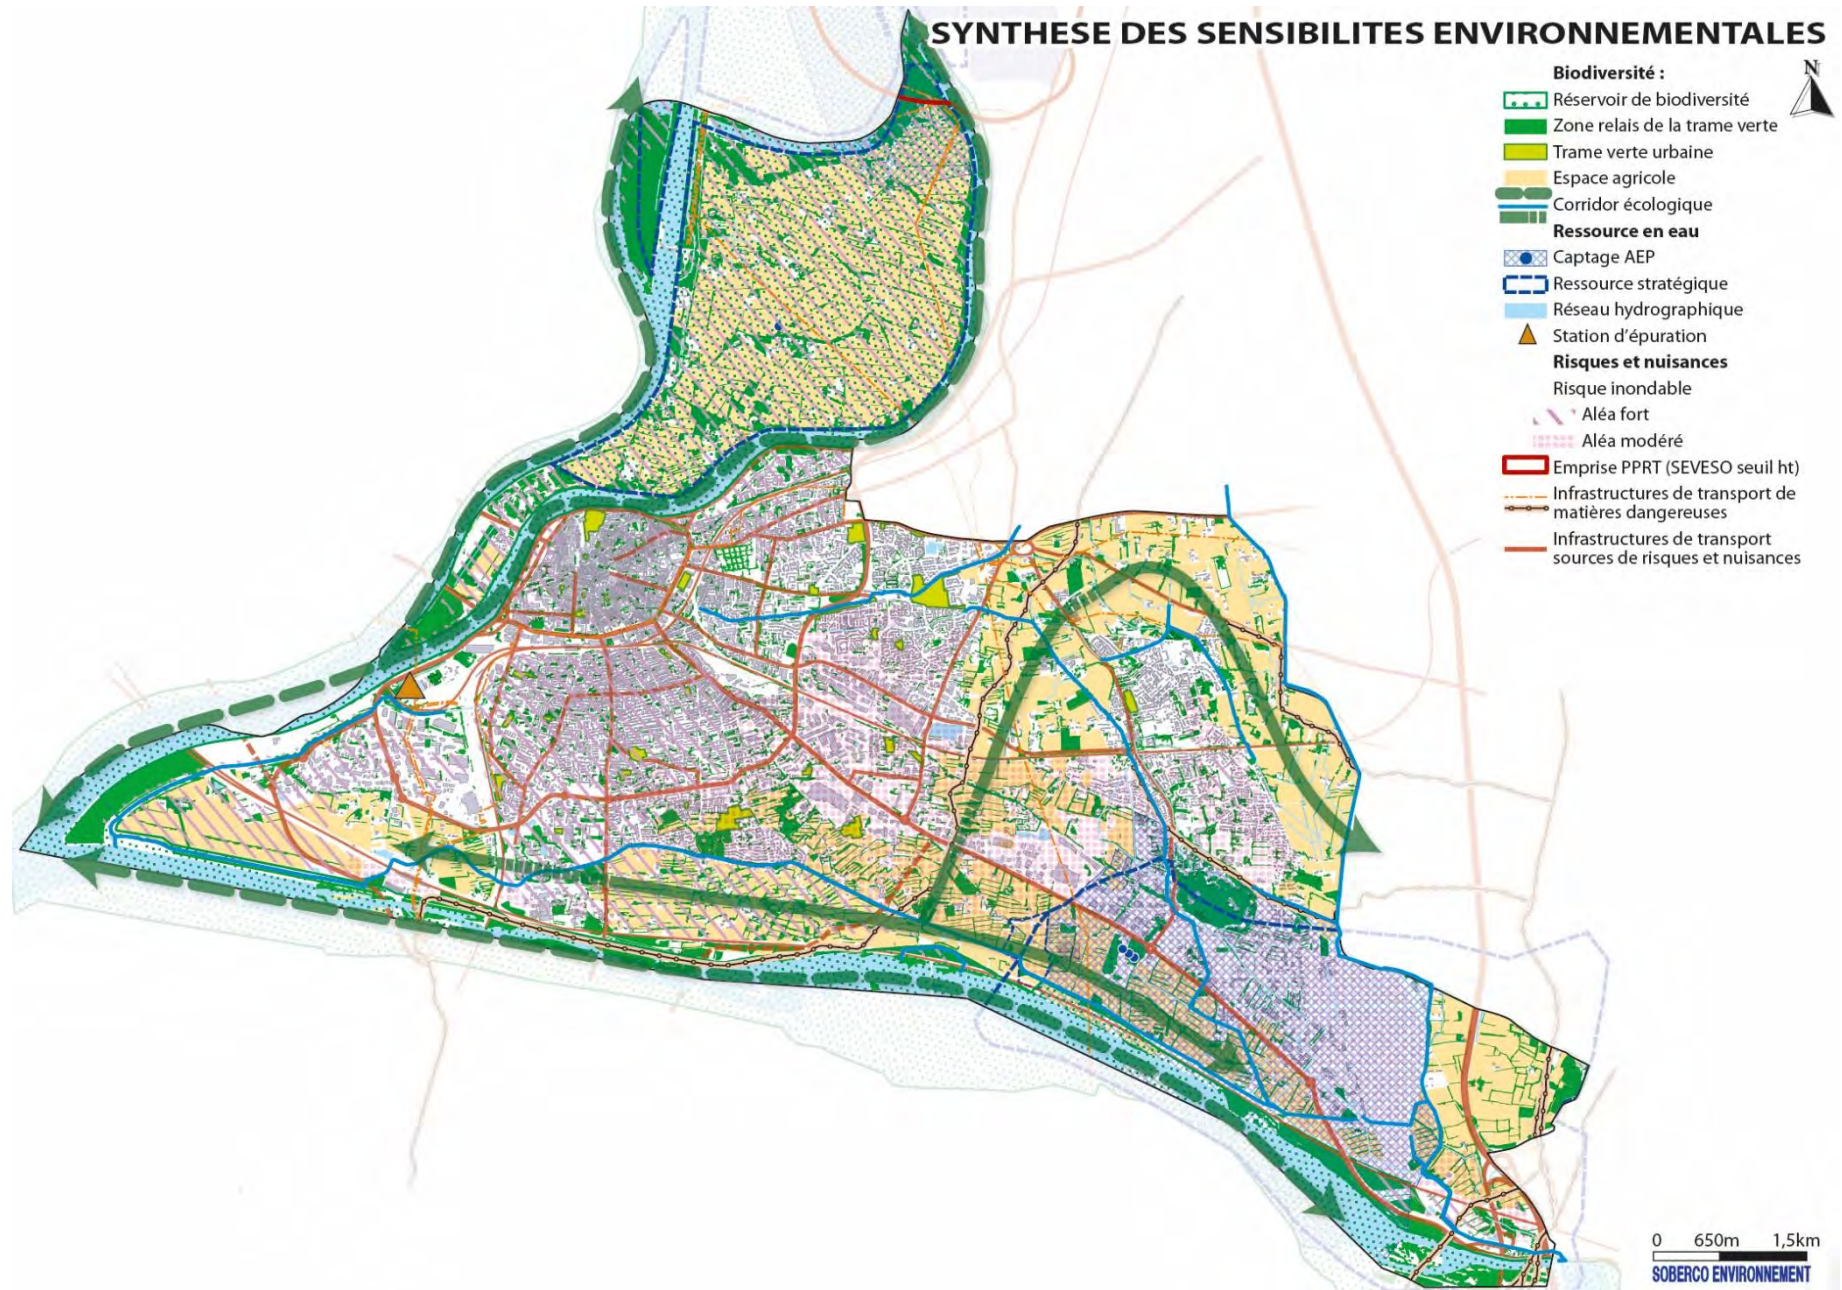 SYNTHESE DES SENSIBILITES ENVIRONNEMENTALES
N
Biodiversité :
Réservoir de biodiversité
Zone relais de la trame verte
Trame verte urbaine
Espace agricole
Corridor écologique
Ressource en eau
Captage AEP
Ressource stratégique
Réseau hydrographique
Station d'épuration
Risques et nuisances
Risque inondable
Aléa fort
Aléa modéré
Emprise PPRT (SEVESO seuil ht)
Infrastructures de transport de
matières dangereuses
Infrastructures de transport
sources de risques et nuisances
0 650m 1,5km
SOBERCO ENVIRONNEMENT